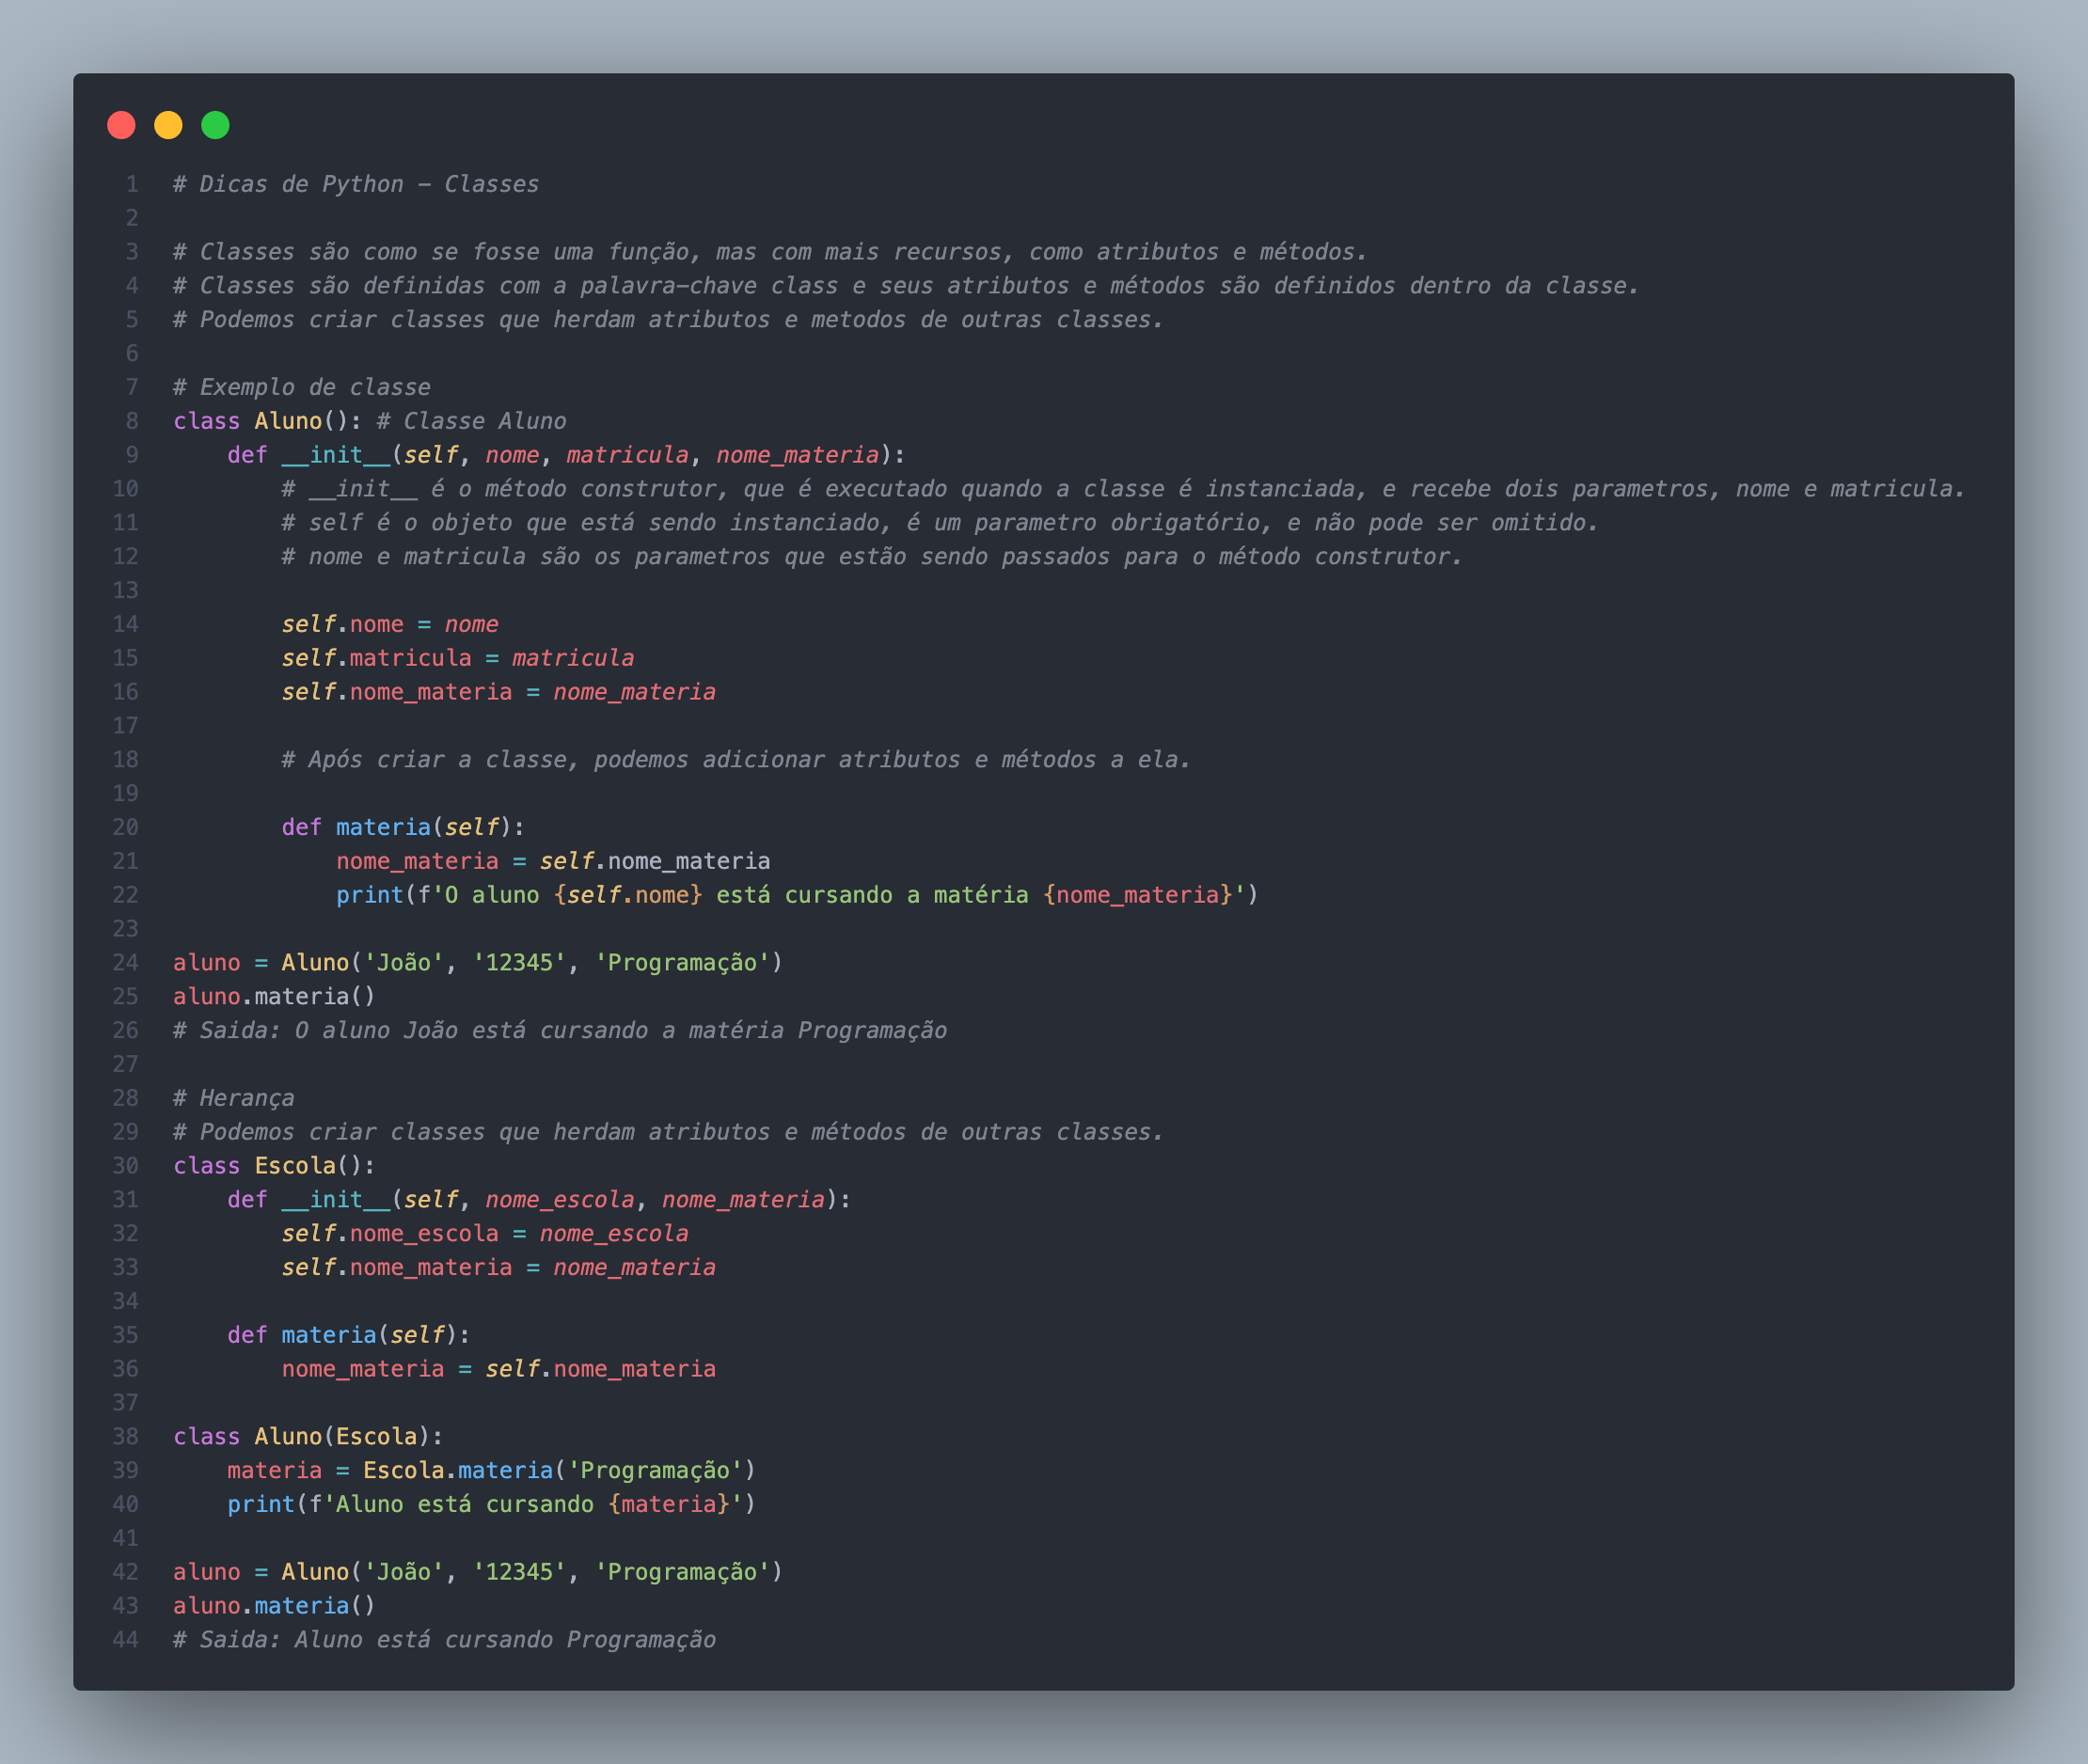 1 # Dicas de Python - Classes
2
3 # Classes são como se fosse uma função, mas com mais recursos, como atributos e métodos.
4 # Classes são definidas com a palavra-chave class e seus atributos e métodos são definidos dentro da classe.
5 # Podemos criar classes que herdam atributos e metodos de outras classes.
6
7 # Exemplo de classe
8 class Aluno(): # Classe Aluno
9     def __init__(self, nome, matricula, nome_materia):
10         # __init__ é o método construtor, que é executado quando a classe é instanciada, e recebe dois parametros, nome e matricula.
11         # self é o objeto que está sendo instanciado, é um parametro obrigatório, e não pode ser omitido.
12         # nome e matricula são os parametros que estão sendo passados para o método construtor.
13
14         self.nome = nome
15         self.matricula = matricula
16         self.nome_materia = nome_materia
17
18         # Após criar a classe, podemos adicionar atributos e métodos a ela.
19
20         def materia(self):
21             nome_materia = self.nome_materia
22             print(f'O aluno {self.nome} está cursando a matéria {nome_materia}')
23
24 aluno = Aluno('João', '12345', 'Programação')
25 aluno.materia()
26 # Saida: O aluno João está cursando a matéria Programação
27
28 # Herança
29 # Podemos criar classes que herdam atributos e métodos de outras classes.
30 class Escola():
31     def __init__(self, nome_escola, nome_materia):
32         self.nome_escola = nome_escola
33         self.nome_materia = nome_materia
34
35     def materia(self):
36         nome_materia = self.nome_materia
37
38 class Aluno(Escola):
39     materia = Escola.materia('Programação')
40     print(f'Aluno está cursando {materia}')
41
42 aluno = Aluno('João', '12345', 'Programação')
43 aluno.materia()
44 # Saida: Aluno está cursando Programação